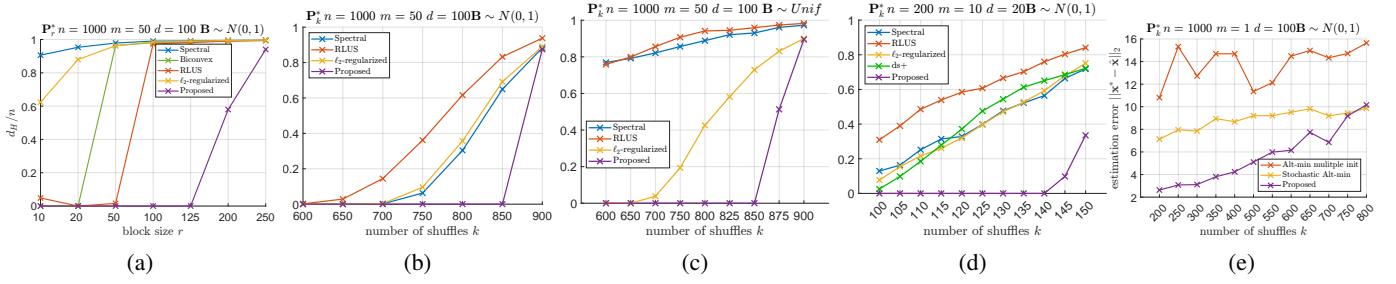 P*_r n = 1000 m = 50 d = 100 B ∼ N(0, 1)
d_H/n
1
0.8
0.6
0.4
0.2
0
Spectral
Biconvex
RLUS
ℓ2-regularized
Proposed
10 20 50 100 125 200 250
block size r
(a)
P*_k n = 1000 m = 50 d = 100B ∼ N(0, 1)
1
0.8
0.6
0.4
0.2
0
Spectral
RLUS
ℓ2-regularized
Proposed
600 650 700 750 800 850 900
number of shuffles k
(b)
P*_k n = 1000 m = 50 d = 100 B ∼ Unif
1
0.8
0.6
0.4
0.2
0
Spectral
RLUS
ℓ2-regularized
Proposed
600 650 700 750 800 825 850 875 900
number of shuffles k
(c)
P*_k n = 200 m = 10 d = 20B ∼ N(0, 1)
1
0.8
0.6
0.4
0.2
0
Spectral
RLUS
ℓ2-regularized
ds+
Proposed
100 105 110 115 120 125 130 135 140 145 150
number of shuffles k
(d)
P*_k n = 1000 m = 1 d = 100B ∼ N(0, 1)
estimation error ||x* − x̂||2
16
14
12
10
8
6
4
2
Alt-min mulitple init
Stochastic Alt-min
Proposed
200 250 300 350 400 500 550 600 650 700 750 800
number of shuffles k
(e)